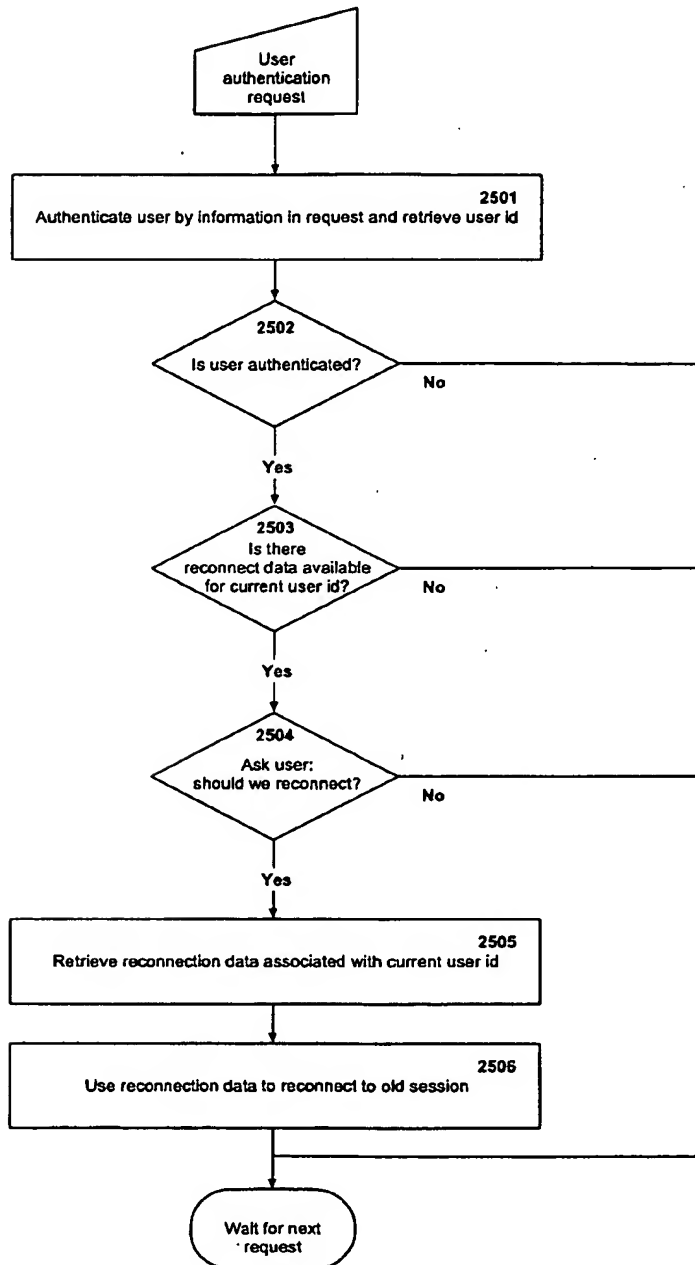 User
authentication
request
2501
Authenticate user by information in request and retrieve user id
2502
Is user authenticated?
No
Yes
2503
Is there
reconnect data available
for current user id?
No
Yes
2504
Ask user:
should we reconnect?
No
Yes
2505
Retrieve reconnection data associated with current user id
2506
Use reconnection data to reconnect to old session
Wait for next
request